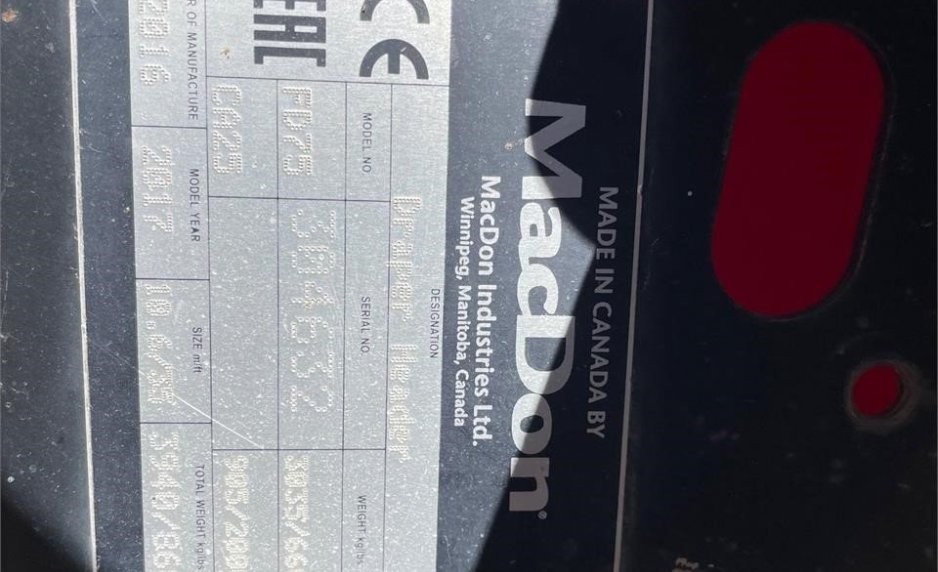 MADE IN CANADA BY
MacDon®
MacDon Industries Ltd.
Winnipeg, Manitoba, Canada
DESIGNATION
CE Draper Header
MODEL NO SERIAL NO. WEIGHT kg/lbs
EAC FD75 3035/66
CA25 905/200
R OF MANUFACTURE MODEL YEAR SIZE m/ft TOTAL WEIGHT kg/lbs
2016 2017 10.6/35 3940/86